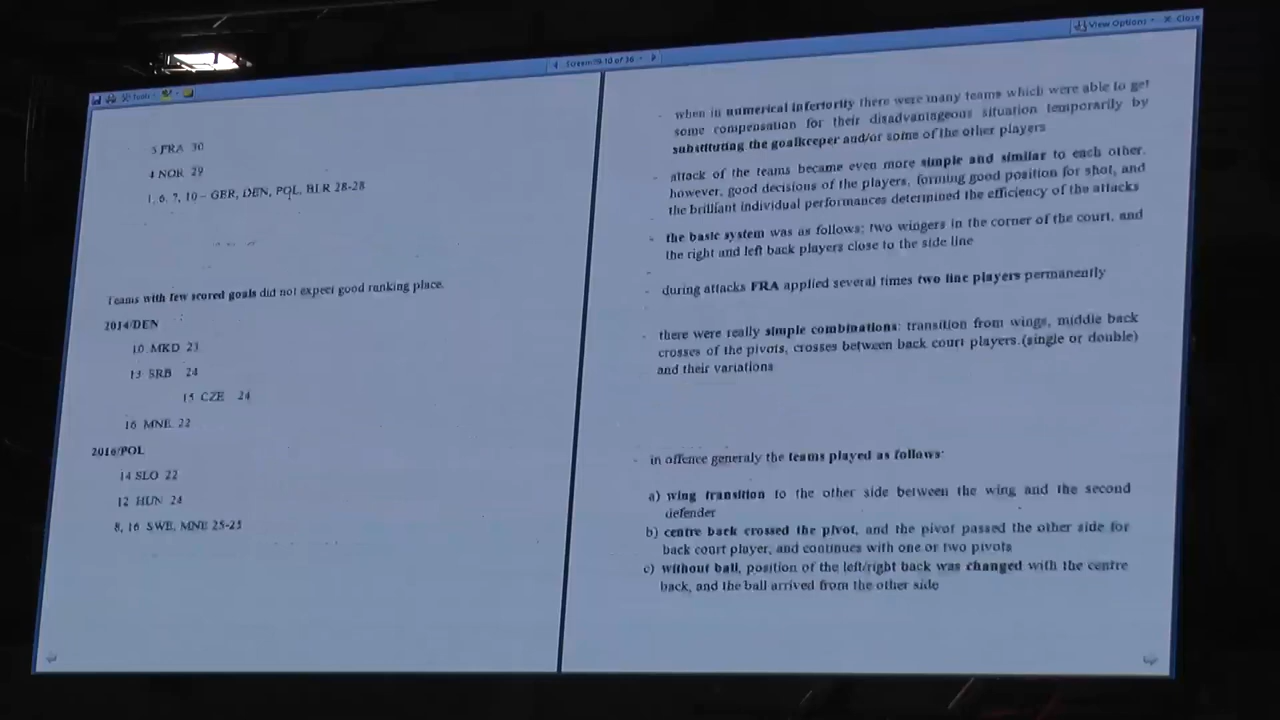 View Options Close
Screens 9-10 of 36
Tools
5 FRA 30
4 NOR 29
1, 6, 7, 10 – GER, DEN, POL, BLR 28-28
Teams with few scored goals did not expect good ranking place.
2014/DEN
10 MKD 23
13 SRB 24
15 CZE 24
16 MNE 22
2016/POL
14 SLO 22
12 HUN 24
8, 16 SWE, MNE 25-25
- when in numerical inferiority there were many teams which were able to get
some compensation for their disadvantageous situation temporarily by
substituting the goalkeeper and/or some of the other players
- attack of the teams became even more simple and similar to each other.
however, good decisions of the players, forming good position for shot, and
the brilliant individual performances determined the efficiency of the attacks
- the basic system was as follows: two wingers in the corner of the court, and
the right and left back players close to the side line
- during attacks FRA applied several times two line players permanently
- there were really simple combinations: transition from wings, middle back
crosses of the pivots, crosses between back court players.(single or double)
and their variations
- in offence generaly the teams played as follows:
a) wing transition to the other side between the wing and the second
defender
b) centre back crossed the pivot, and the pivot passed the other side for
back court player, and continues with one or two pivots
c) without ball, position of the left/right back was changed with the centre
back, and the ball arrived from the other side